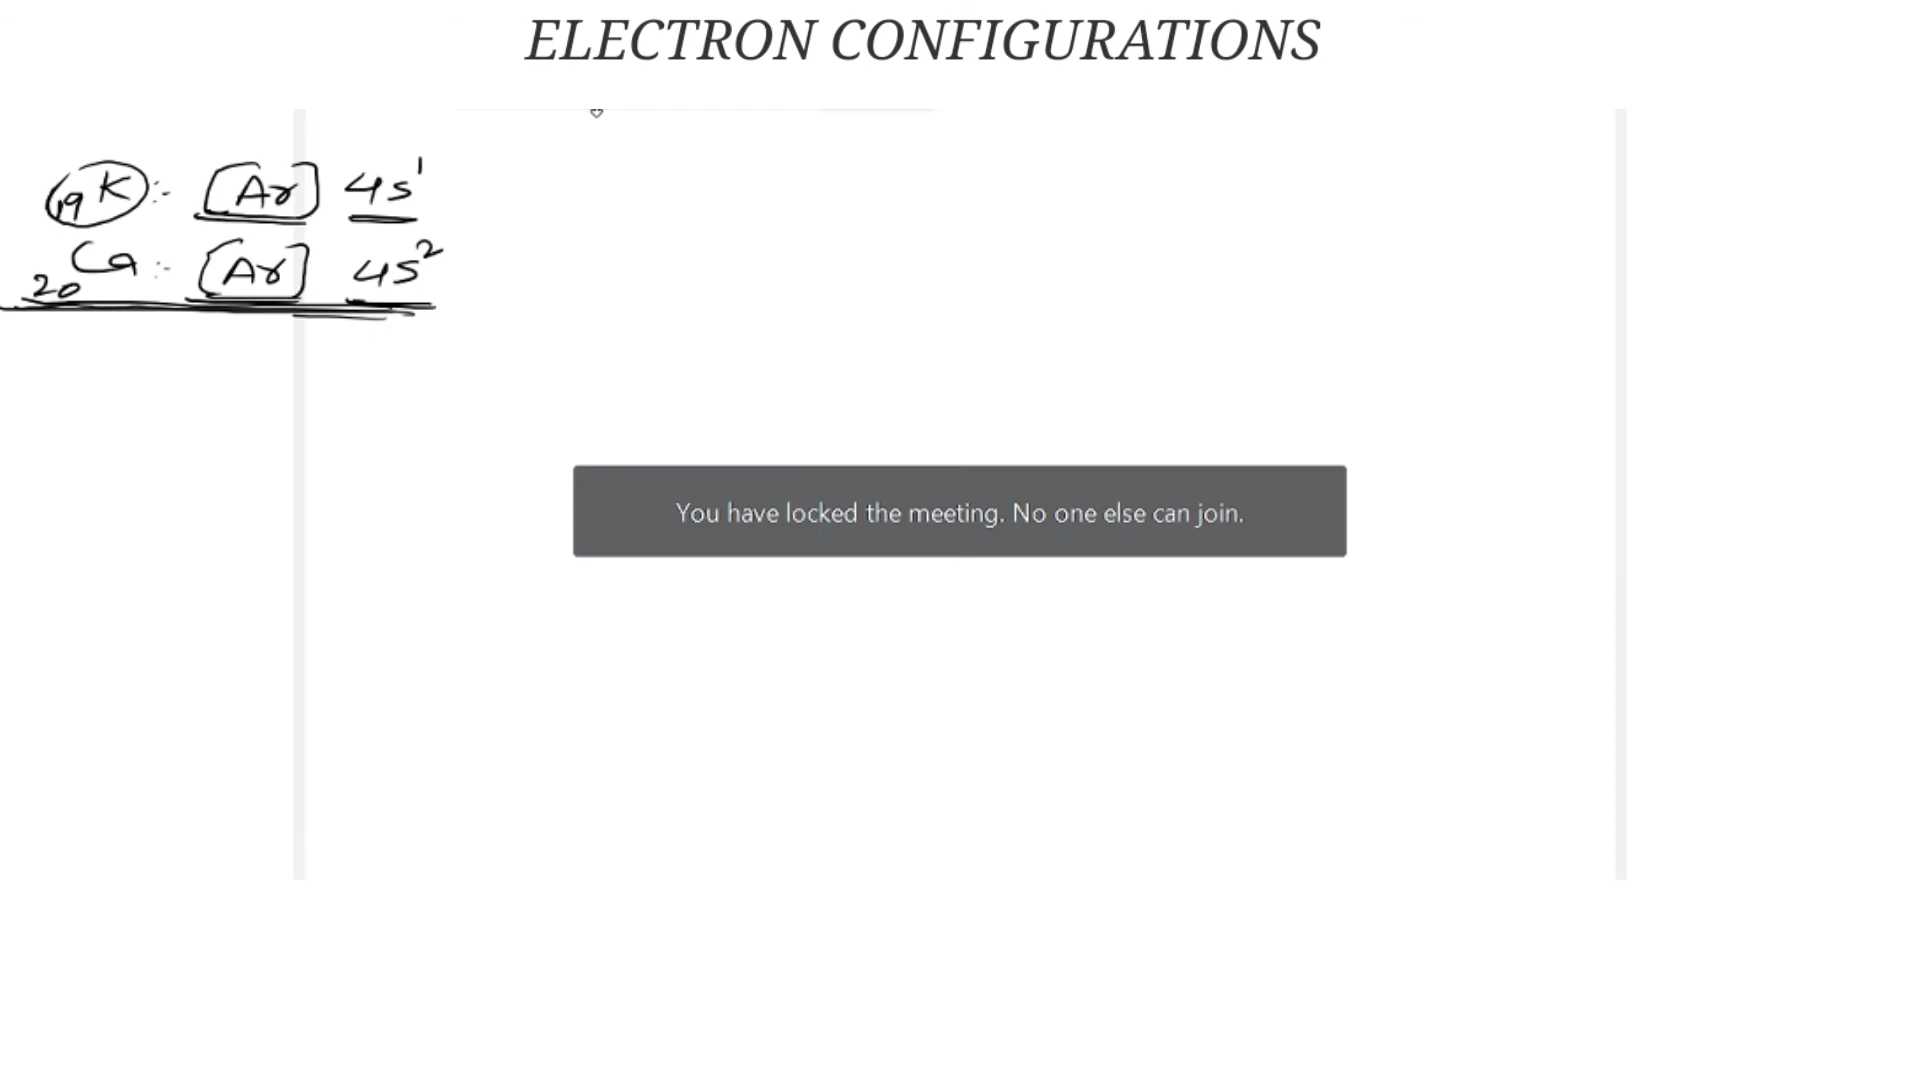 ELECTRON CONFIGURATIONS
₁₉K :- [Ar] 4s¹
₂₀Ca :- [Ar] 4s²
You have locked the meeting. No one else can join.